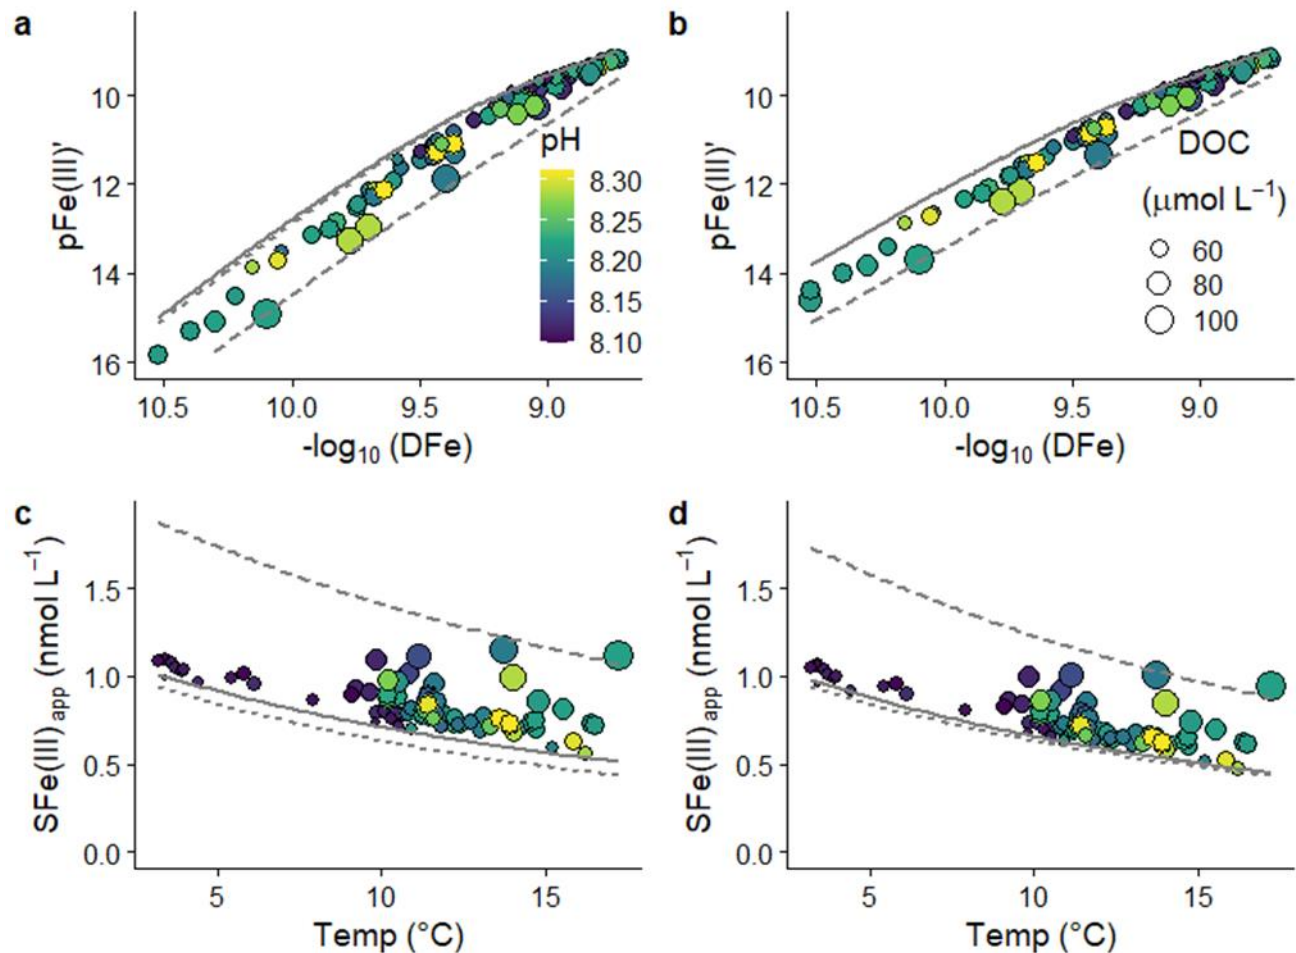 a
pFe(III)'
10
12
14
16
10.5 10.0 9.5 9.0
-log₁₀ (DFe)
pH
8.30
8.25
8.20
8.15
8.10
b
pFe(III)'
10
12
14
16
10.5 10.0 9.5 9.0
-log₁₀ (DFe)
DOC
(μmol L⁻¹)
60
80
100
c
SFe(III)app (nmol L⁻¹)
1.5
1.0
0.5
0.0
5 10 15
Temp (°C)
d
SFe(III)app (nmol L⁻¹)
1.5
1.0
0.5
0.0
5 10 15
Temp (°C)